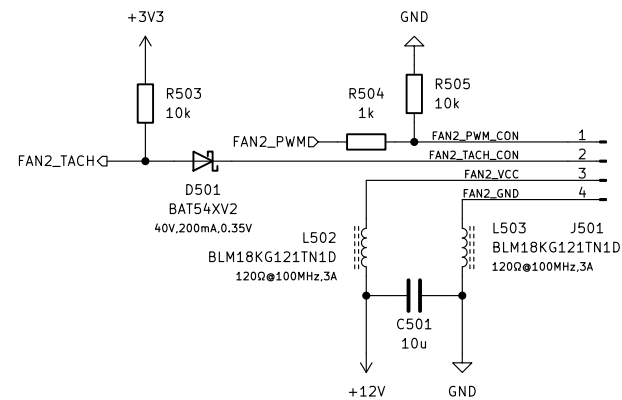 +3V3
GND
R503
10k
R504
1k
R505
10k
FAN2_PWM
FAN2_PWM_CON
1
FAN2_TACH
FAN2_TACH_CON
2
FAN2_VCC
3
FAN2_GND
4
D501
BAT54XV2
40V,200mA,0.35V
L502
BLM18KG121TN1D
120Ω@100MHz,3A
L503
BLM18KG121TN1D
120Ω@100MHz,3A
J501
C501
10u
+12V
GND